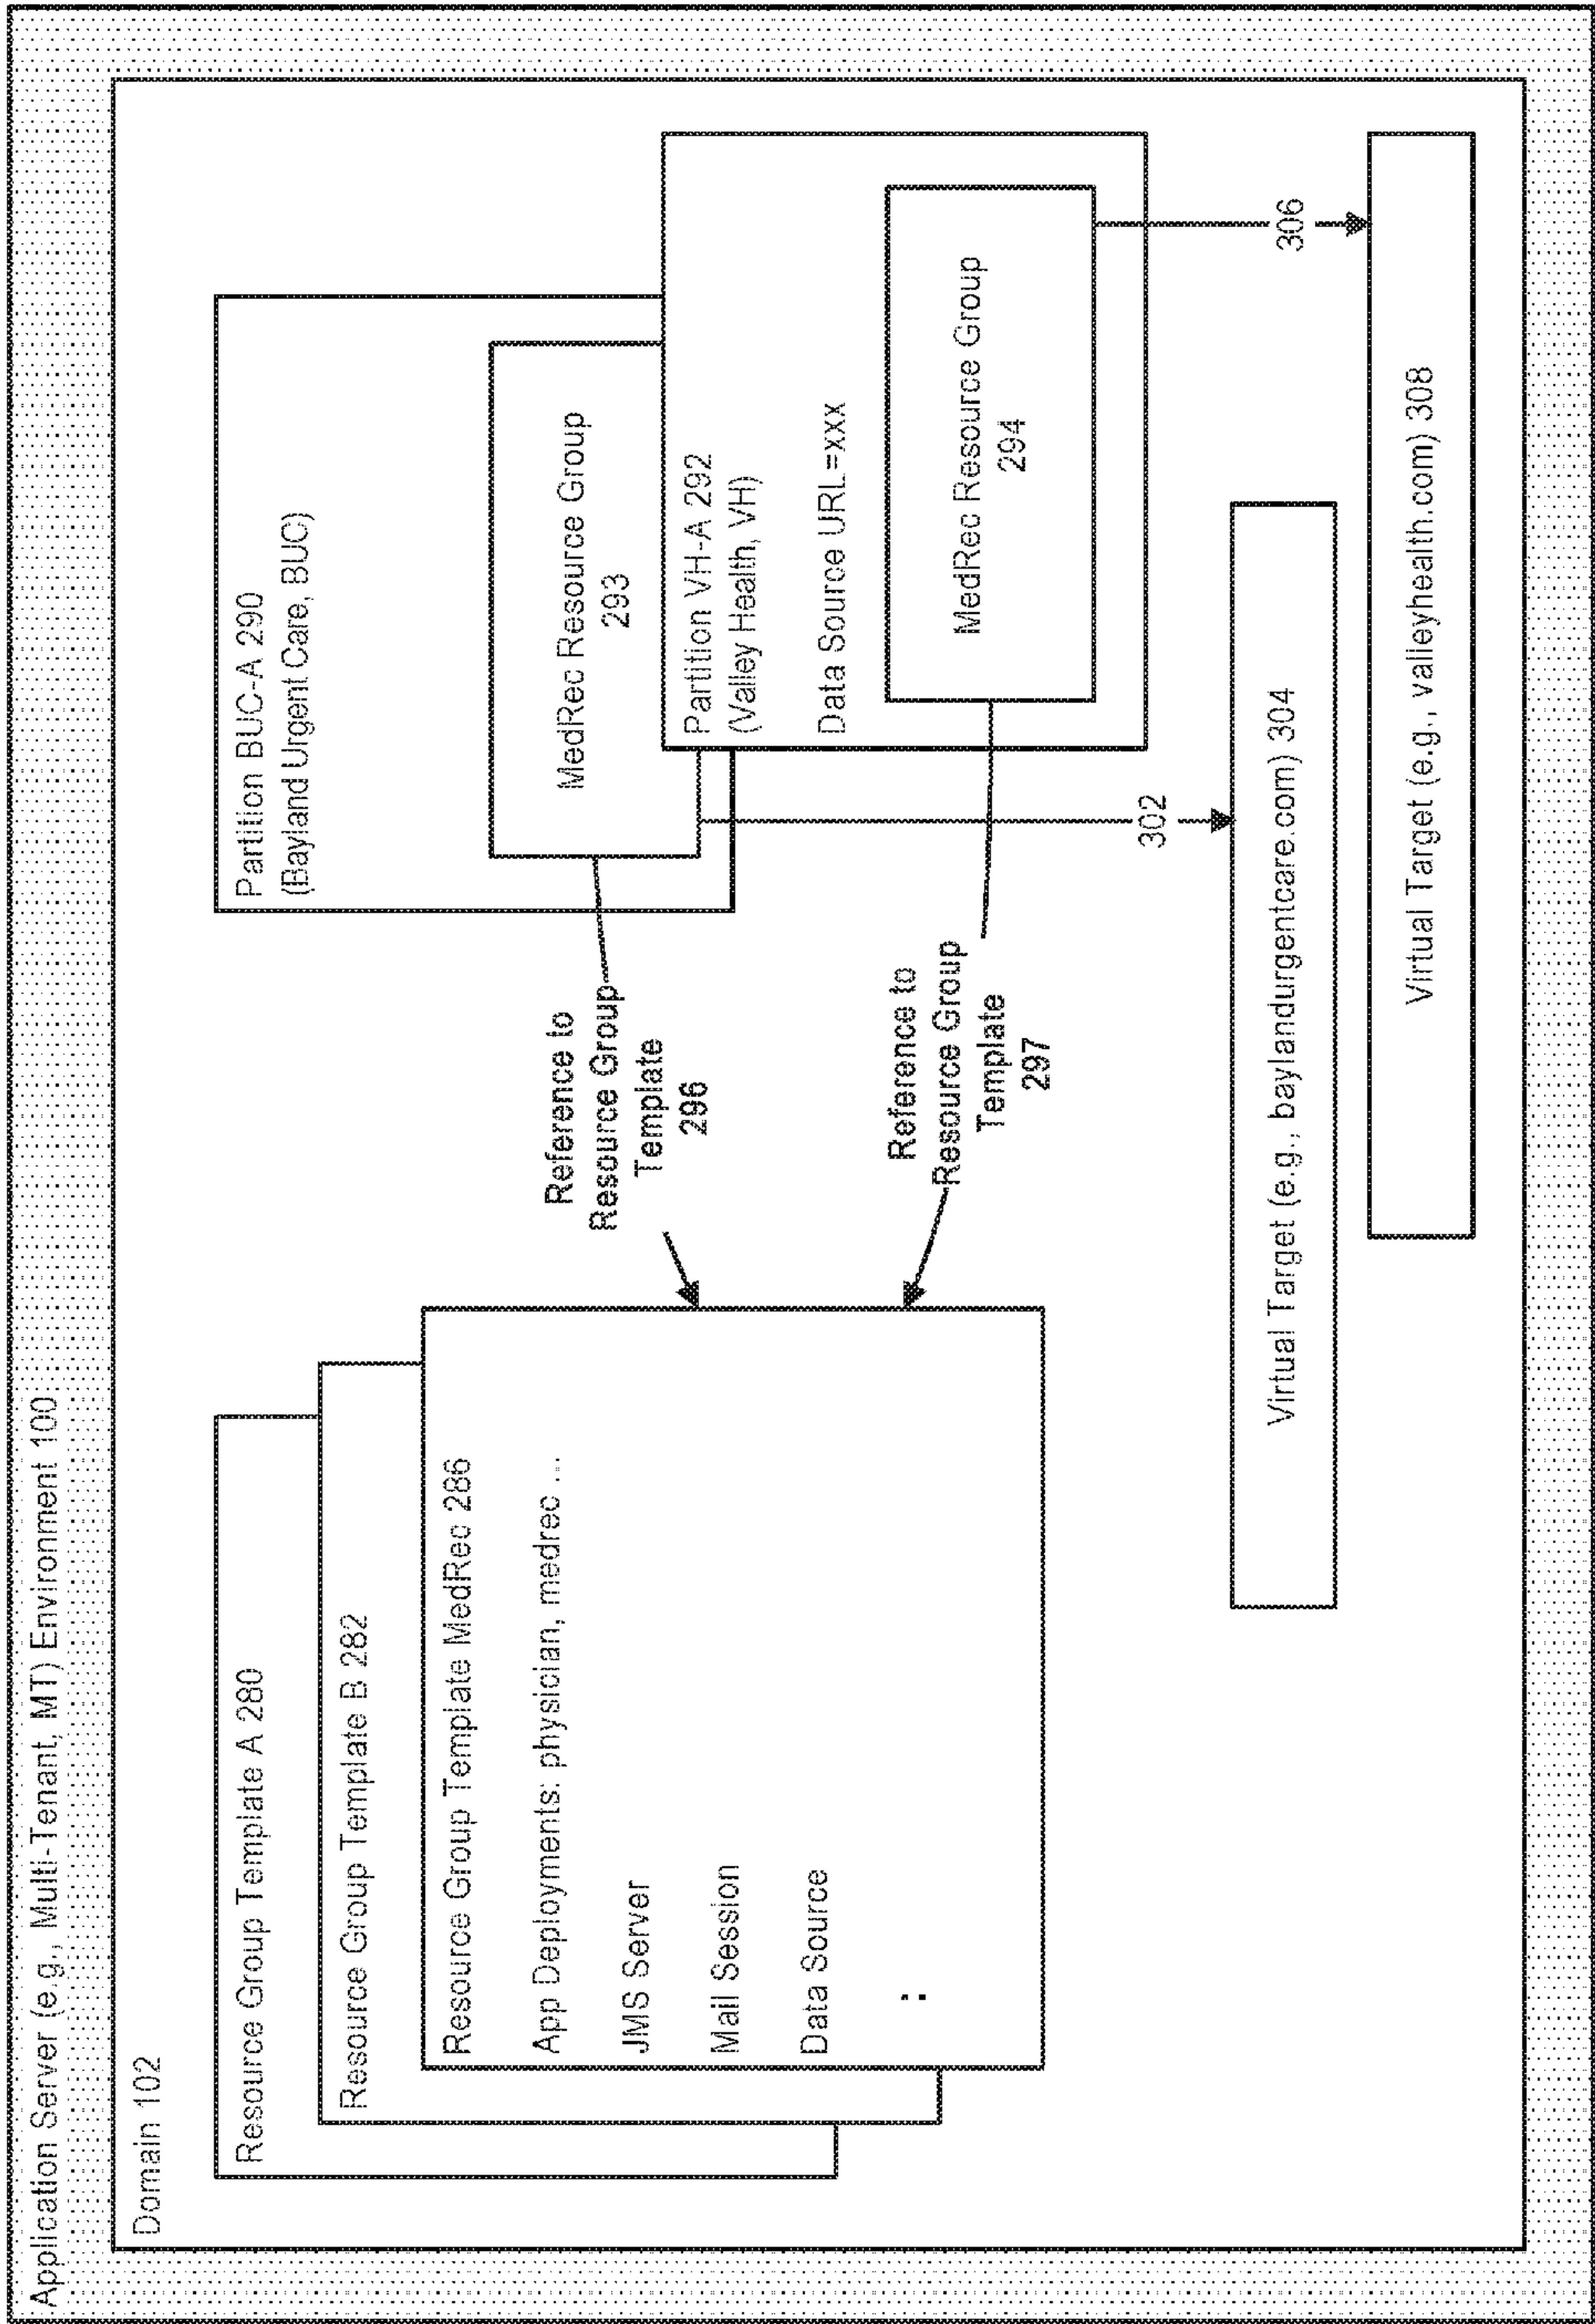 Application Server (e.g., Multi-Tenant, MT) Environment 100
Domain 102
Resource Group Template A 280
Resource Group Template B 282
Resource Group Template MedRec 286
App Deployments: physician, medrec ...
JMS Server
Mail Session
Data Source
..
Reference to
Resource Group
Template
296
Reference to
Resource Group
Template
297
Partition BUC-A 290
(Bayland Urgent Care, BUC)
MedRec Resource Group
293
Partition VH-A 292
(Valley Health, VH)
Data Source URL=xxx
MedRec Resource Group
294
302
306
Virtual Target (e.g., baylandurgentcare.com) 304
Virtual Target (e.g., valleyhealth.com) 308